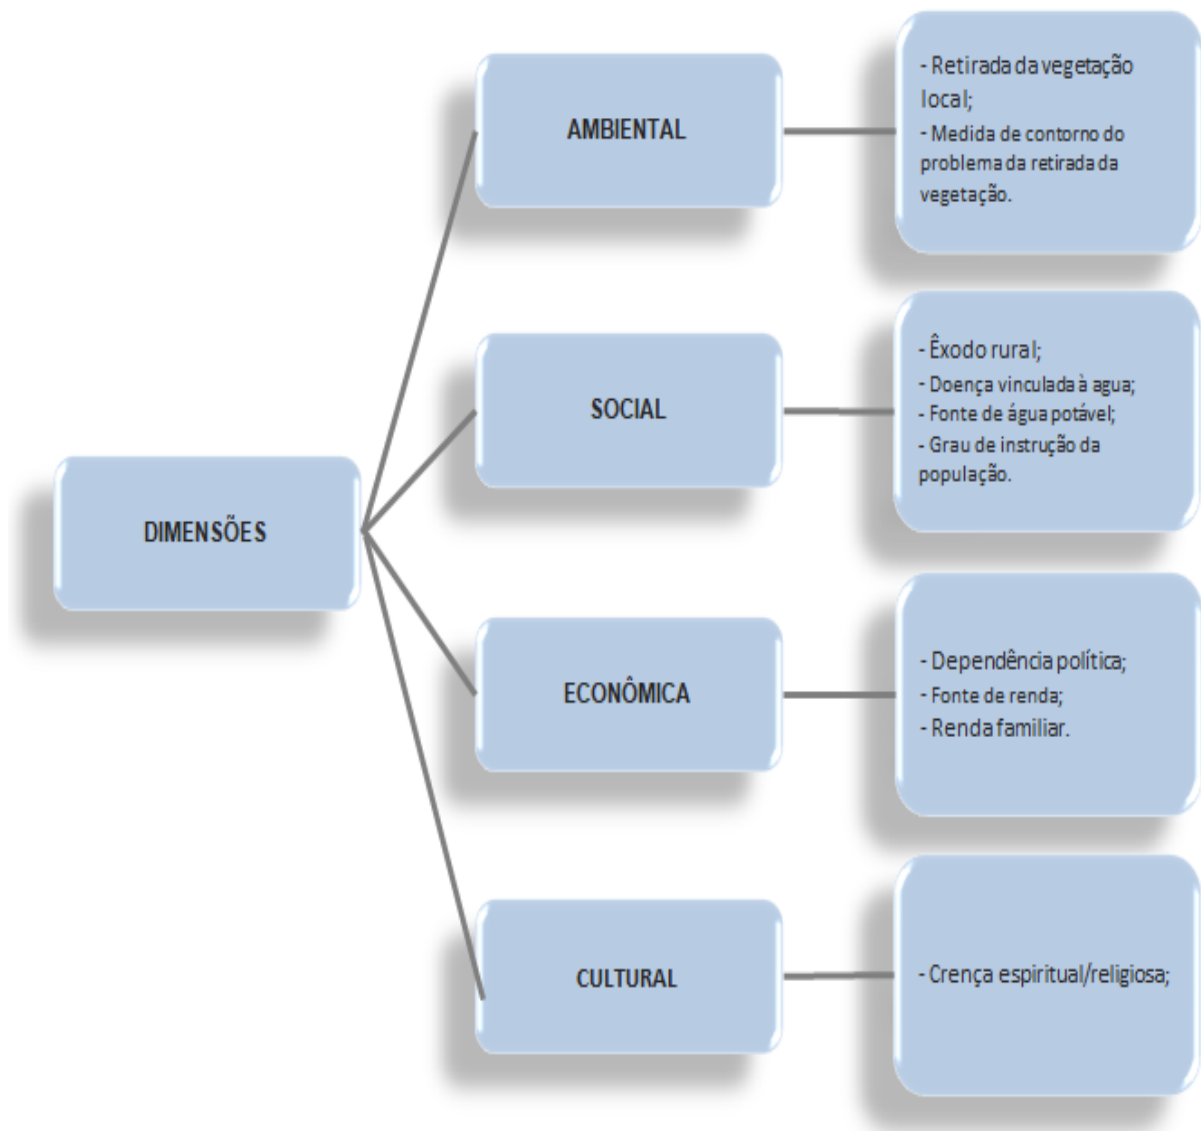 DIMENSÕES
AMBIENTAL
- Retirada da vegetação
local;
- Medida de contorno do
problema da retirada da
vegetação.
SOCIAL
- Êxodo rural;
- Doença vinculada à agua;
- Fonte de água potável;
- Grau de instrução da
população.
ECONÔMICA
- Dependência política;
- Fonte de renda;
- Renda familiar.
CULTURAL
- Crença espiritual/religiosa;